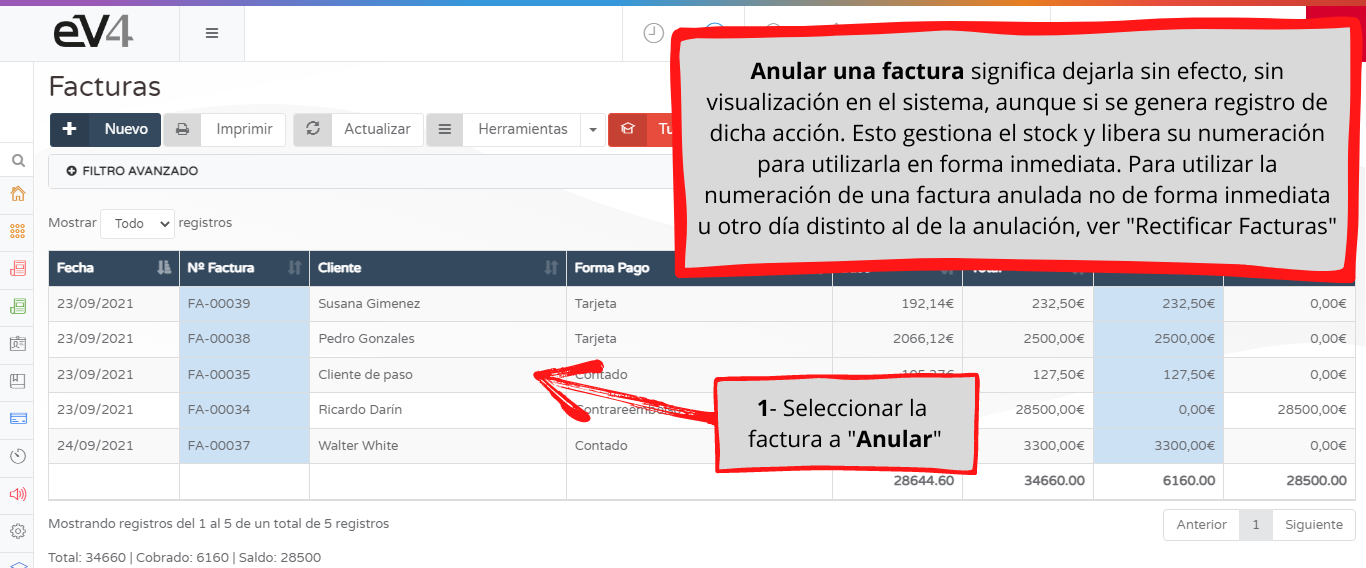 eV4
Facturas
Nuevo
Imprimir
Actualizar
Herramientas
FILTRO AVANZADO
Anular una factura significa dejarla sin efecto, sin
visualización en el sistema, aunque si se genera registro de
dicha acción. Esto gestiona el stock y libera su numeración
para utilizarla en forma inmediata. Para utilizar la
numeración de una factura anulada no de forma inmediata
u otro día distinto al de la anulación, ver "Rectificar Facturas"
Mostrar Todo registros
Fecha Nº Factura Cliente Forma Pago
23/09/2021 FA-00039 Susana Gimenez Tarjeta 192,14€ 232,50€ 232,50€ 0,00€
23/09/2021 FA-00038 Pedro Gonzales Tarjeta 2066,12€ 2500,00€ 2500,00€ 0,00€
23/09/2021 FA-00035 Cliente de paso Contado 127,50€ 127,50€ 0,00€
23/09/2021 FA-00034 Ricardo Darín Contrareembolso 28500,00€ 0,00€ 28500,00€
24/09/2021 FA-00037 Walter White Contado 3300,00€ 3300,00€ 0,00€
28644.60 34660.00 6160.00 28500.00
1- Seleccionar la
factura a "Anular"
Mostrando registros del 1 al 5 de un total de 5 registros
Anterior 1 Siguiente
Total: 34660 | Cobrado: 6160 | Saldo: 28500